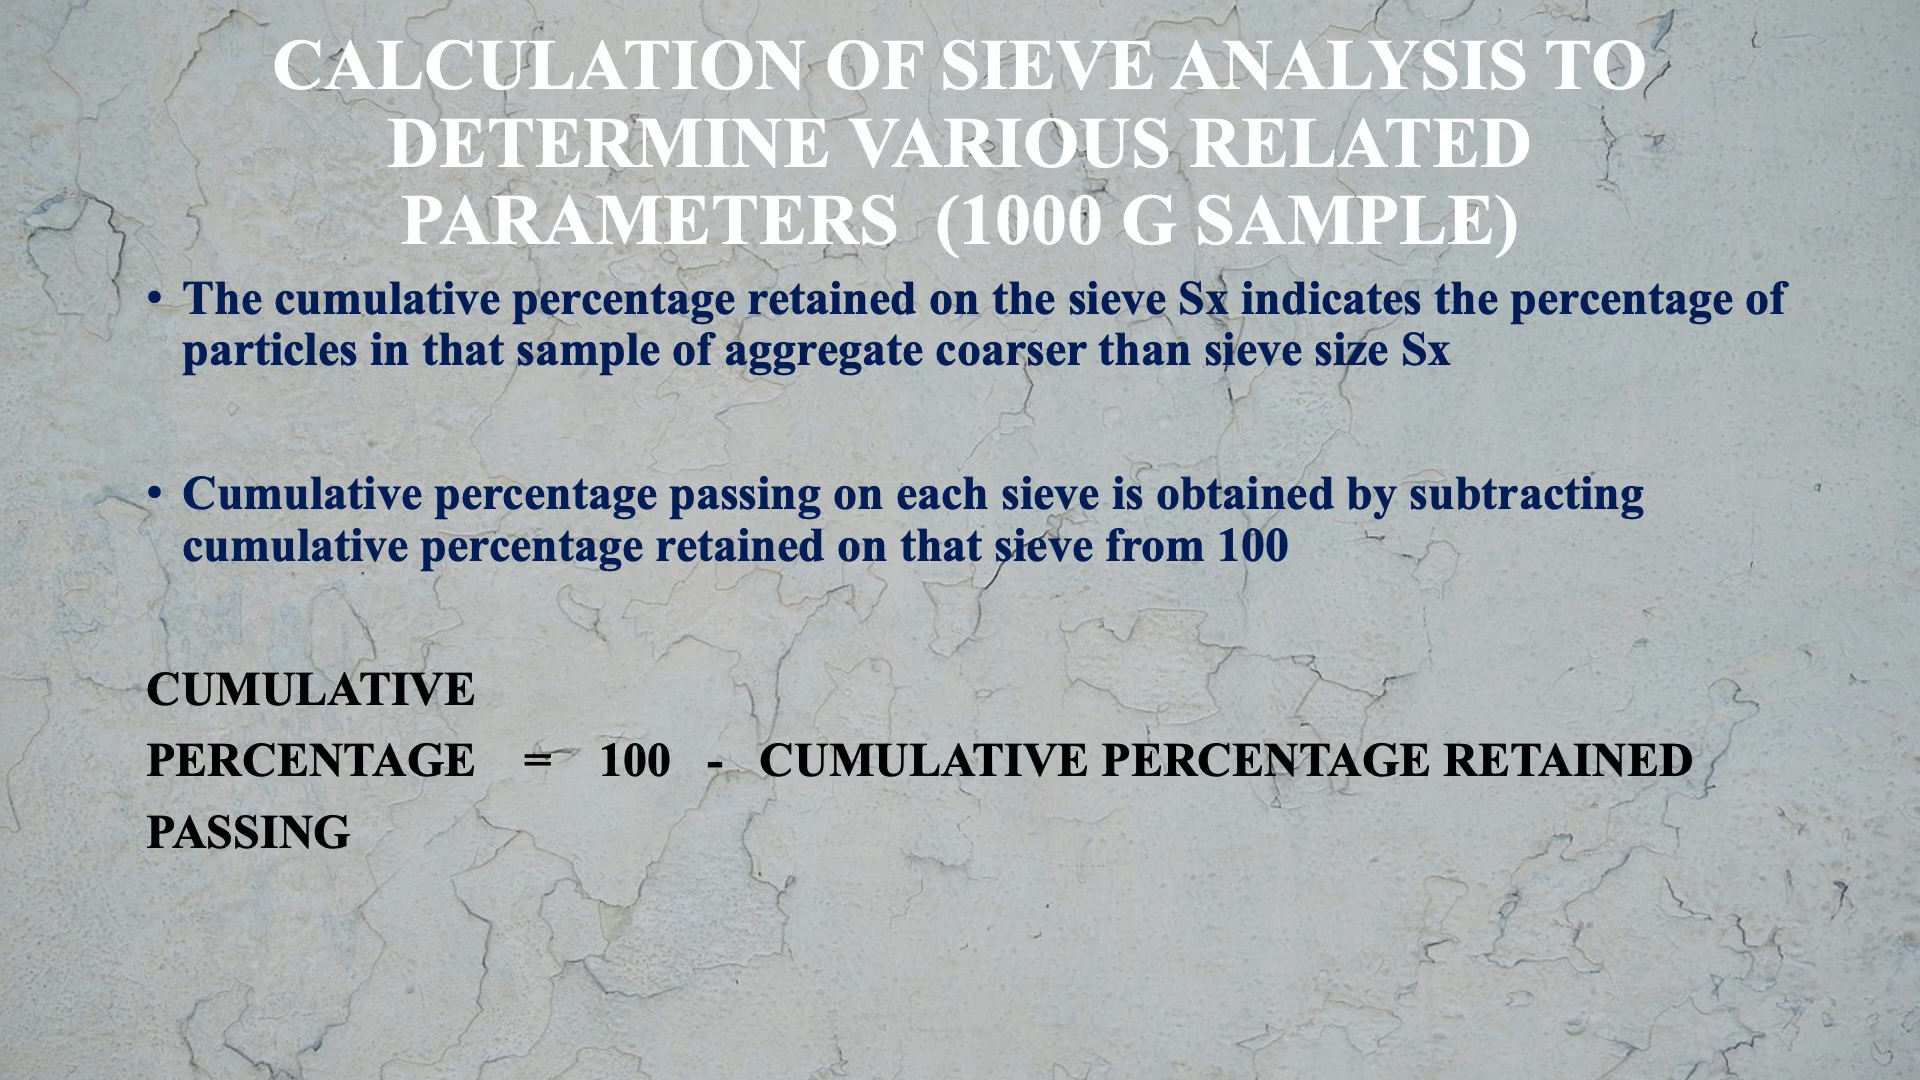 CALCULATION OF SIEVE ANALYSIS TO
DETERMINE VARIOUS RELATED
PARAMETERS (1000 G SAMPLE)
• The cumulative percentage retained on the sieve Sx indicates the percentage of
particles in that sample of aggregate coarser than sieve size Sx
• Cumulative percentage passing on each sieve is obtained by subtracting
cumulative percentage retained on that sieve from 100
CUMULATIVE
PERCENTAGE = 100 - CUMULATIVE PERCENTAGE RETAINED
PASSING